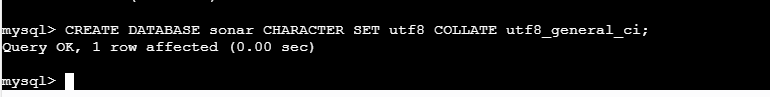 mysql> CREATE DATABASE sonar CHARACTER SET utf8 COLLATE utf8_general_ci;
Query OK, 1 row affected (0.00 sec)
mysql>